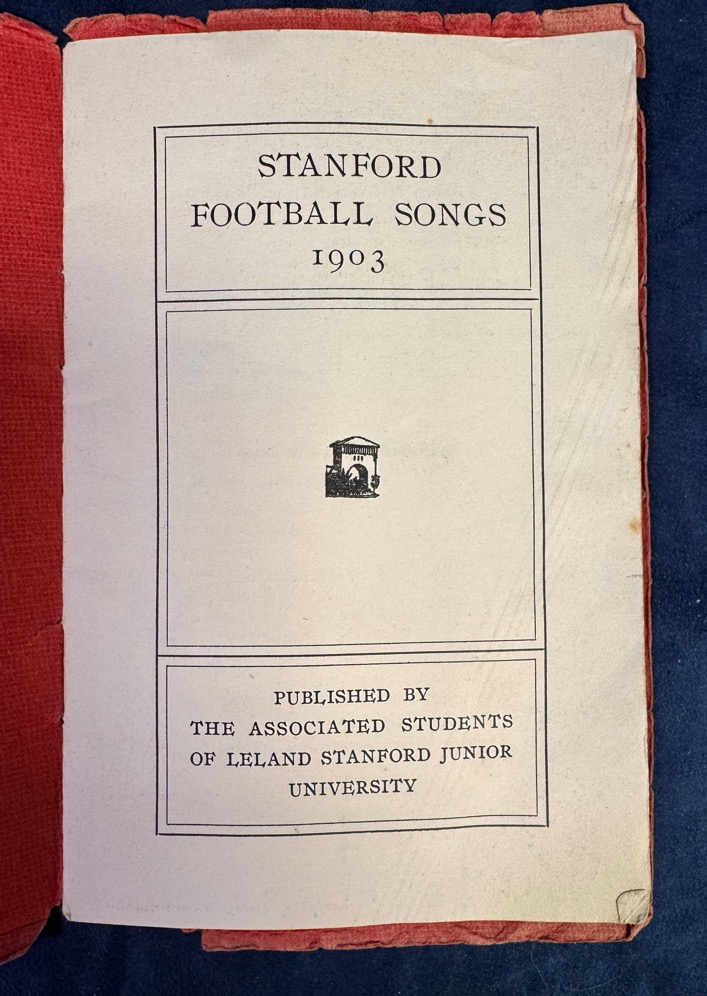 STANFORD
FOOTBALL SONGS
1903
PUBLISHED BY
THE ASSOCIATED STUDENTS
OF LELAND STANFORD JUNIOR
UNIVERSITY